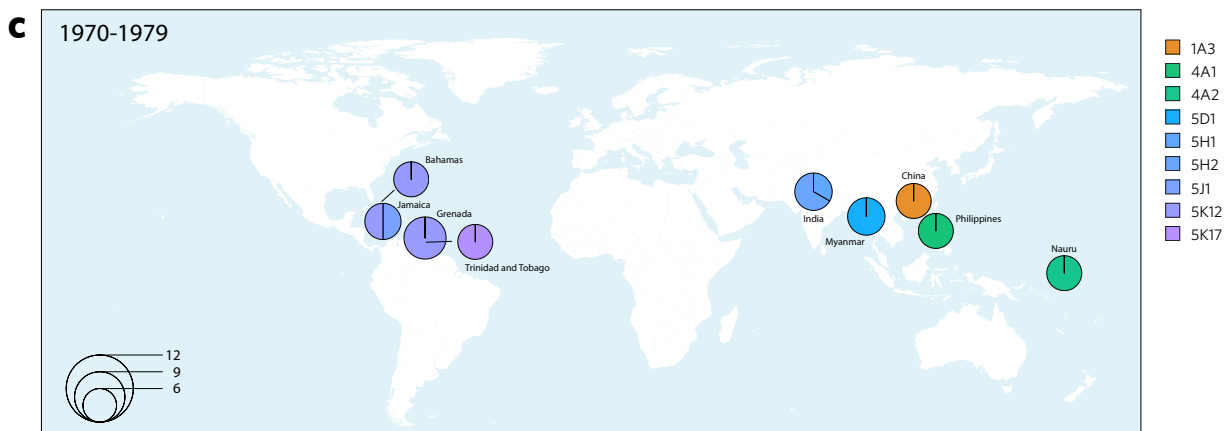 c
1970-1979
Bahamas
Jamaica
Grenada
Trinidad and Tobago
India
Myanmar
China
Philippines
Nauru
12
9
6
1A3
4A1
4A2
5D1
5H1
5H2
5J1
5K12
5K17